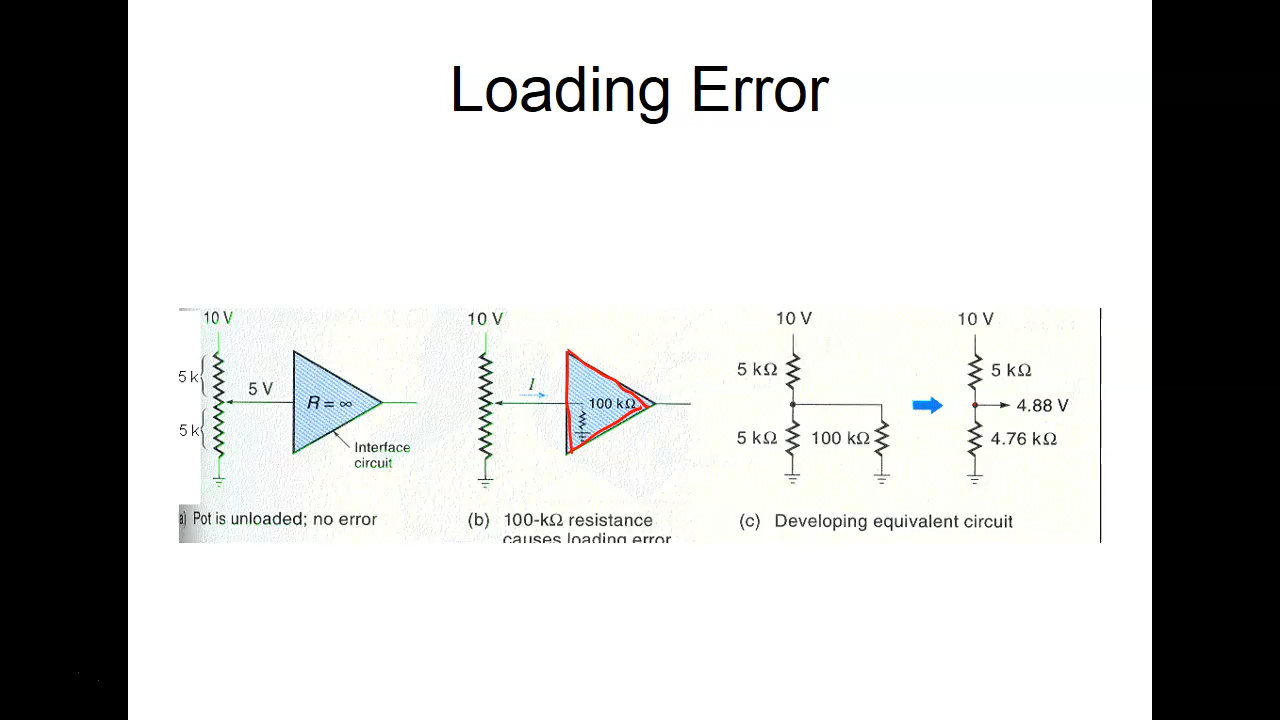 Loading Error
10 V
5 k
5 k
5 V
R = ∞
Interface
circuit
a) Pot is unloaded; no error
10 V
I
100 kΩ
(b) 100-kΩ resistance
causes loading error
10 V
5 kΩ
5 kΩ
100 kΩ
10 V
5 kΩ
4.88 V
4.76 kΩ
(c) Developing equivalent circuit